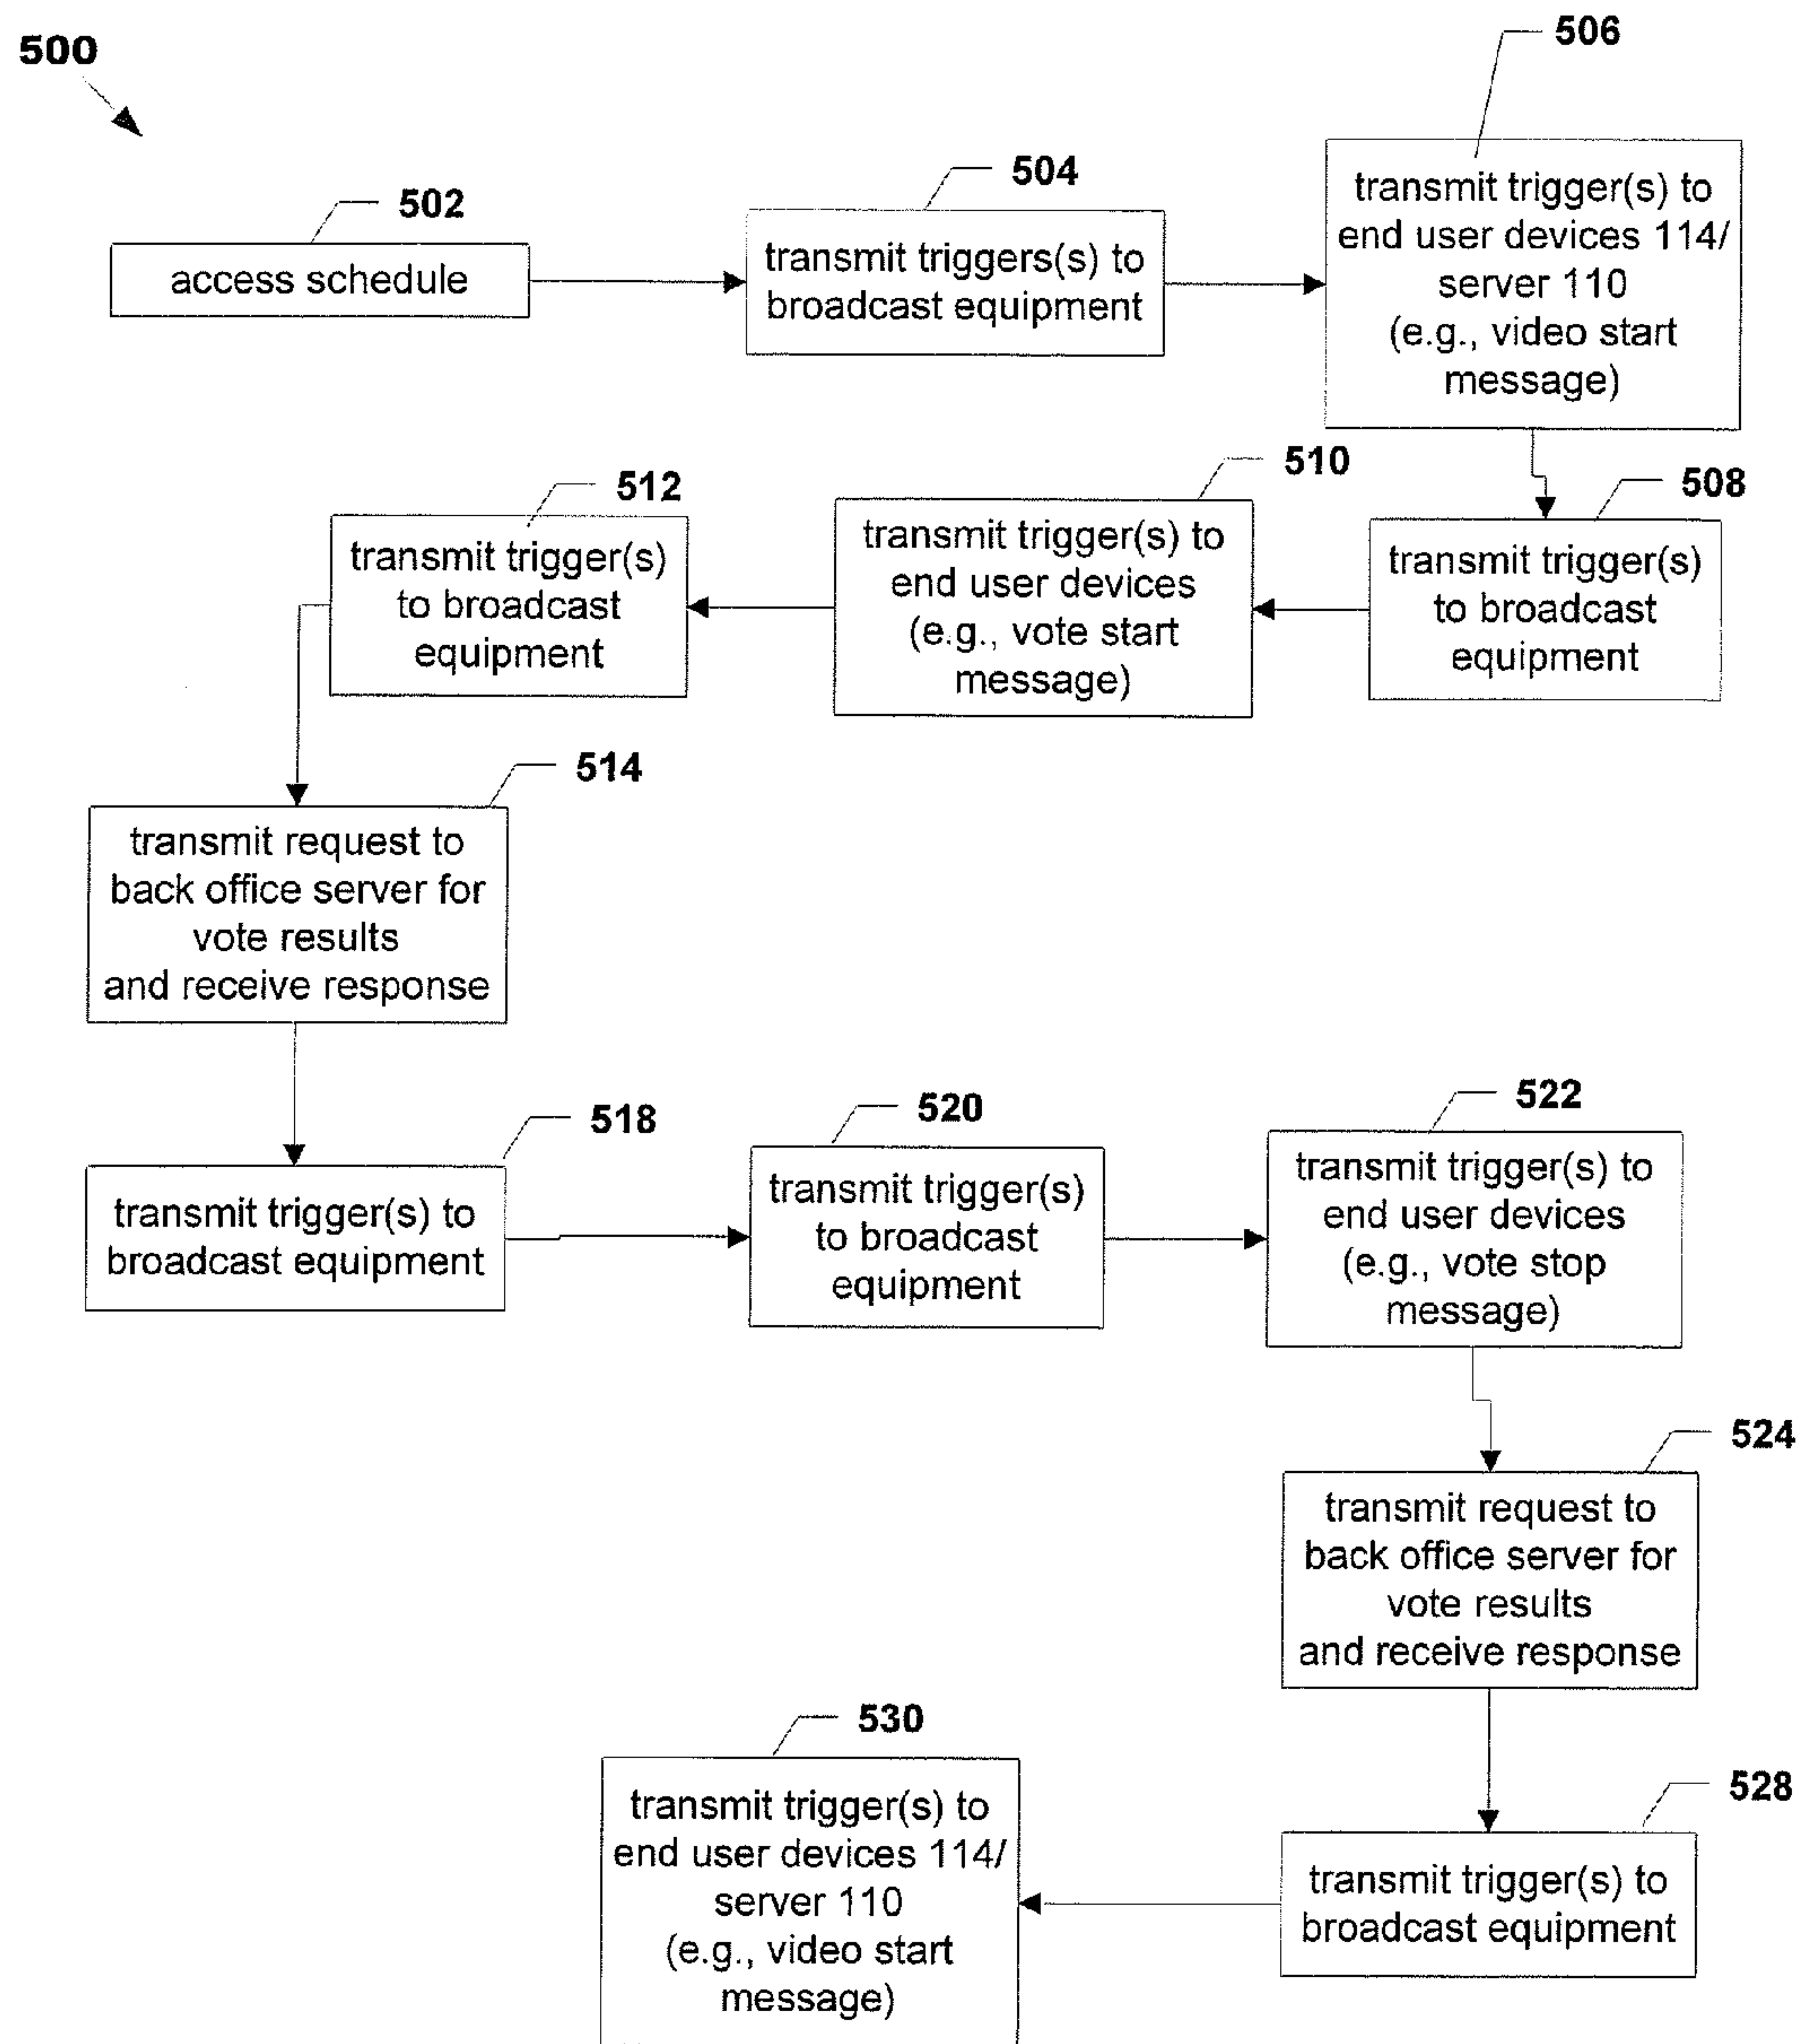 500
502
access schedule
504
transmit triggers(s) to
broadcast equipment
506
transmit trigger(s) to
end user devices 114/
server 110
(e.g., video start
message)
508
transmit trigger(s)
to broadcast
equipment
510
transmit trigger(s) to
end user devices
(e.g., vote start
message)
512
transmit trigger(s)
to broadcast
equipment
514
transmit request to
back office server for
vote results
and receive response
518
transmit trigger(s) to
broadcast equipment
520
transmit trigger(s)
to broadcast
equipment
522
transmit trigger(s) to
end user devices
(e.g., vote stop
message)
524
transmit request to
back office server for
vote results
and receive response
528
transmit trigger(s) to
broadcast equipment
530
transmit trigger(s) to
end user devices 114/
server 110
(e.g., video start
message)